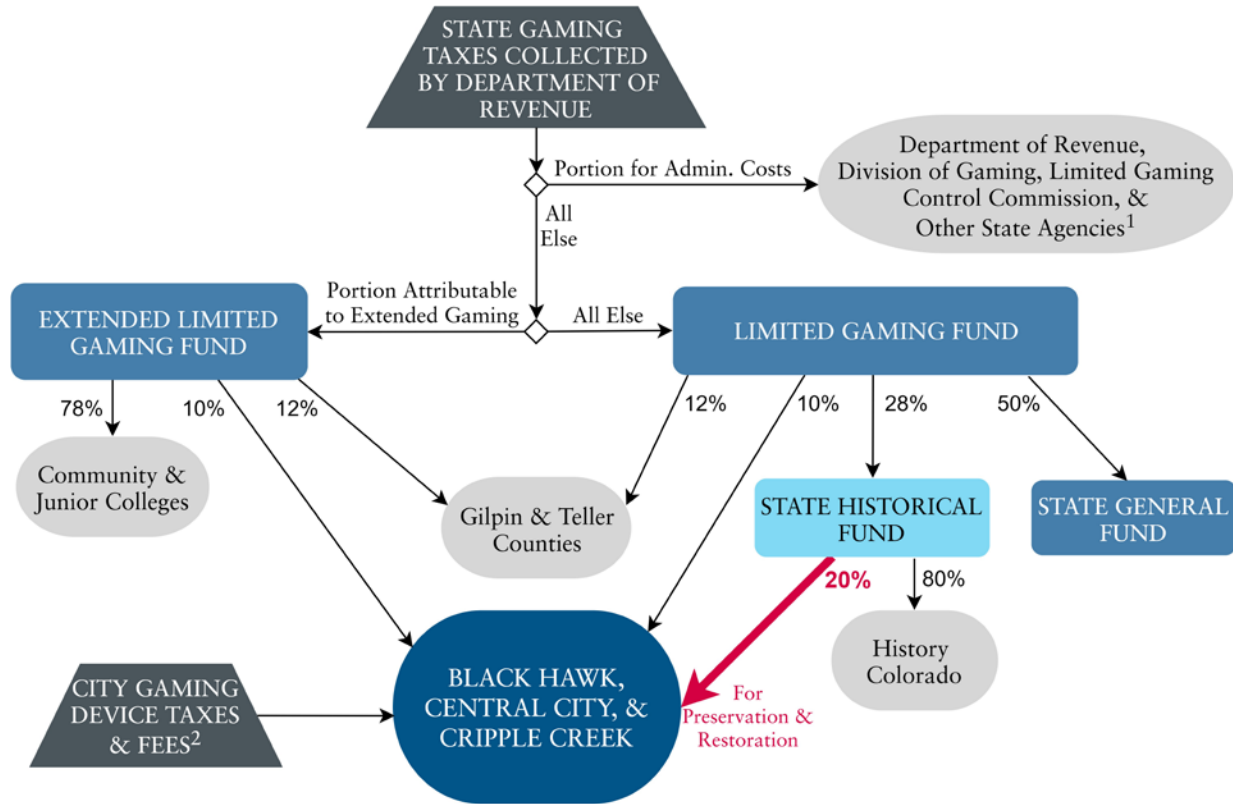 STATE GAMING
TAXES COLLECTED
BY DEPARTMENT OF
REVENUE
Portion for Admin. Costs
Department of Revenue,
Division of Gaming, Limited Gaming
Control Commission, &
Other State Agencies¹
All
Else
Portion Attributable
to Extended Gaming
All Else
EXTENDED LIMITED
GAMING FUND
LIMITED GAMING FUND
78%
10%
12%
12%
10%
28%
50%
Community &
Junior Colleges
Gilpin & Teller
Counties
STATE HISTORICAL
FUND
STATE GENERAL
FUND
20%
80%
History
Colorado
BLACK HAWK,
CENTRAL CITY, &
CRIPPLE CREEK
For
Preservation &
Restoration
CITY GAMING
DEVICE TAXES
& FEES²